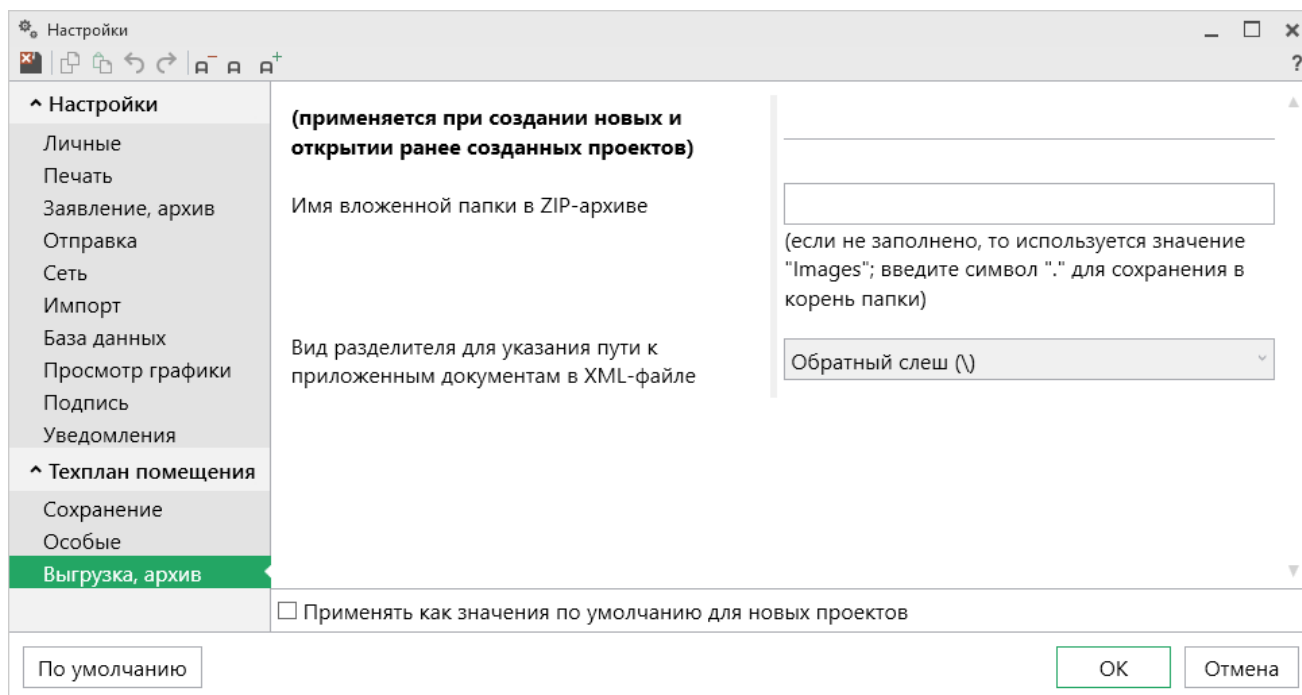 Настройки
?
Настройки
Личные
Печать
Заявление, архив
Отправка
Сеть
Импорт
База данных
Просмотр графики
Подпись
Уведомления
Техплан помещения
Сохранение
Особые
Выгрузка, архив
(применяется при создании новых и
открытии ранее созданных проектов)
Имя вложенной папки в ZIP-архиве
(если не заполнено, то используется значение
"Images"; введите символ "." для сохранения в
корень папки)
Вид разделителя для указания пути к
приложенным документам в XML-файле
Обратный слеш (\)
Применять как значения по умолчанию для новых проектов
По умолчанию
ОК
Отмена